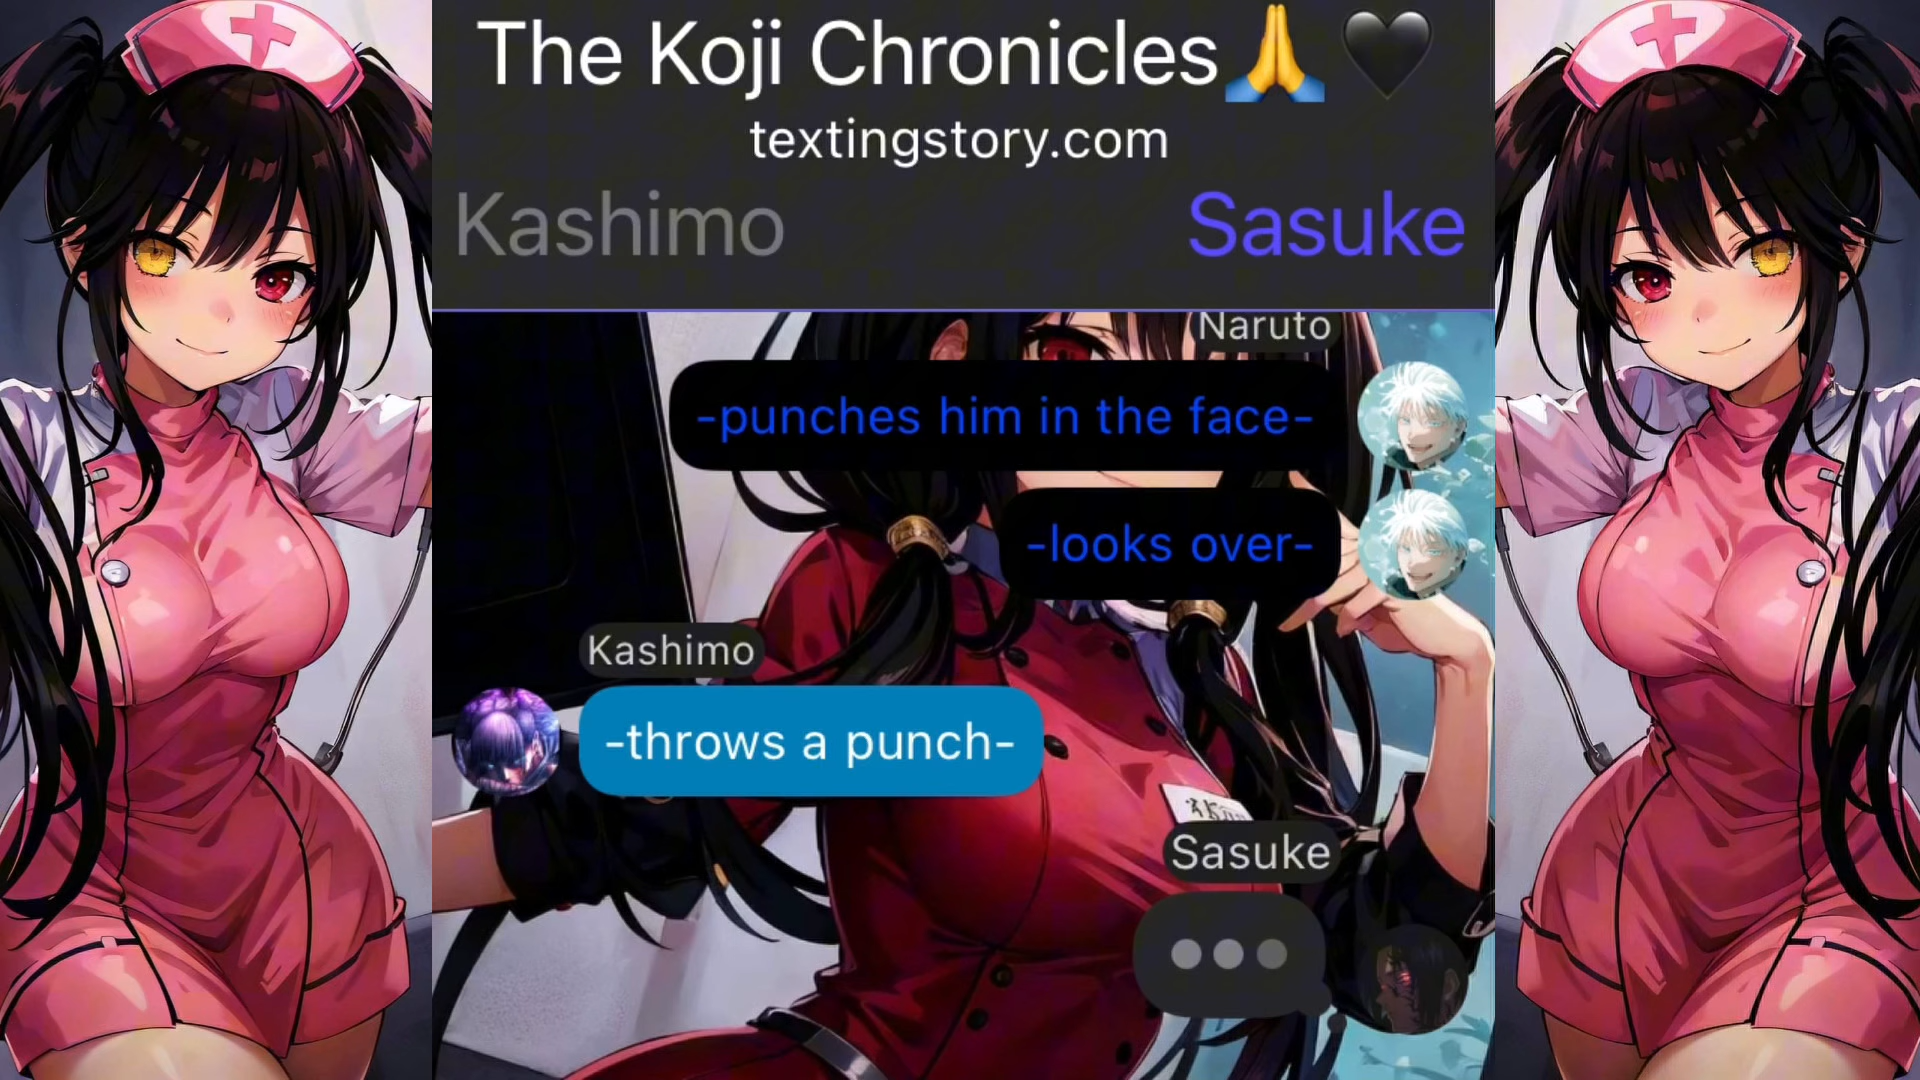 The Koji Chronicles🙏🖤
textingstory.com
Kashimo Sasuke
Naruto
-punches him in the face-
-looks over-
Kashimo
-throws a punch-
Sasuke